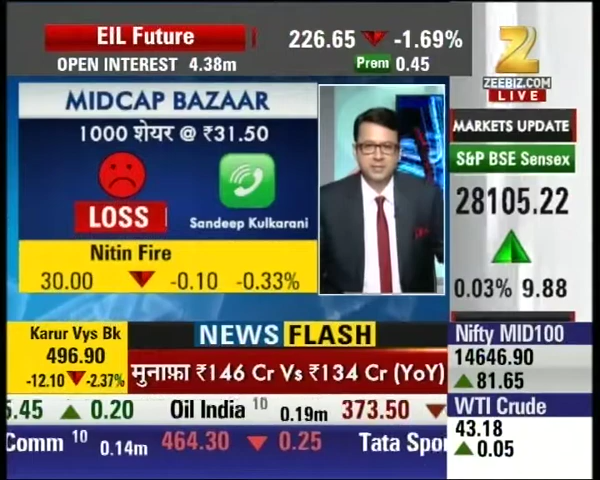 EIL Future
226.65 -1.69%
OPEN INTEREST 4.38m
Prem 0.45
Z
ZEEBIZ.COM
LIVE
MIDCAP BAZAAR
1000 शेयर @ ₹31.50
LOSS
Sandeep Kulkarani
Nitin Fire
30.00 -0.10 -0.33%
MARKETS UPDATE
S&P BSE Sensex
28105.22
0.03% 9.88
Karur Vys Bk
496.90
-12.10 -2.37%
NEWS FLASH
मुनाफ़ा ₹146 Cr Vs ₹134 Cr (YoY)
Nifty MID100
14646.90
81.65
WTI Crude
43.18
0.05
5.45 0.20 Oil India 10 0.19m 373.50
Comm 10 0.14m 464.30 0.25 Tata Spo